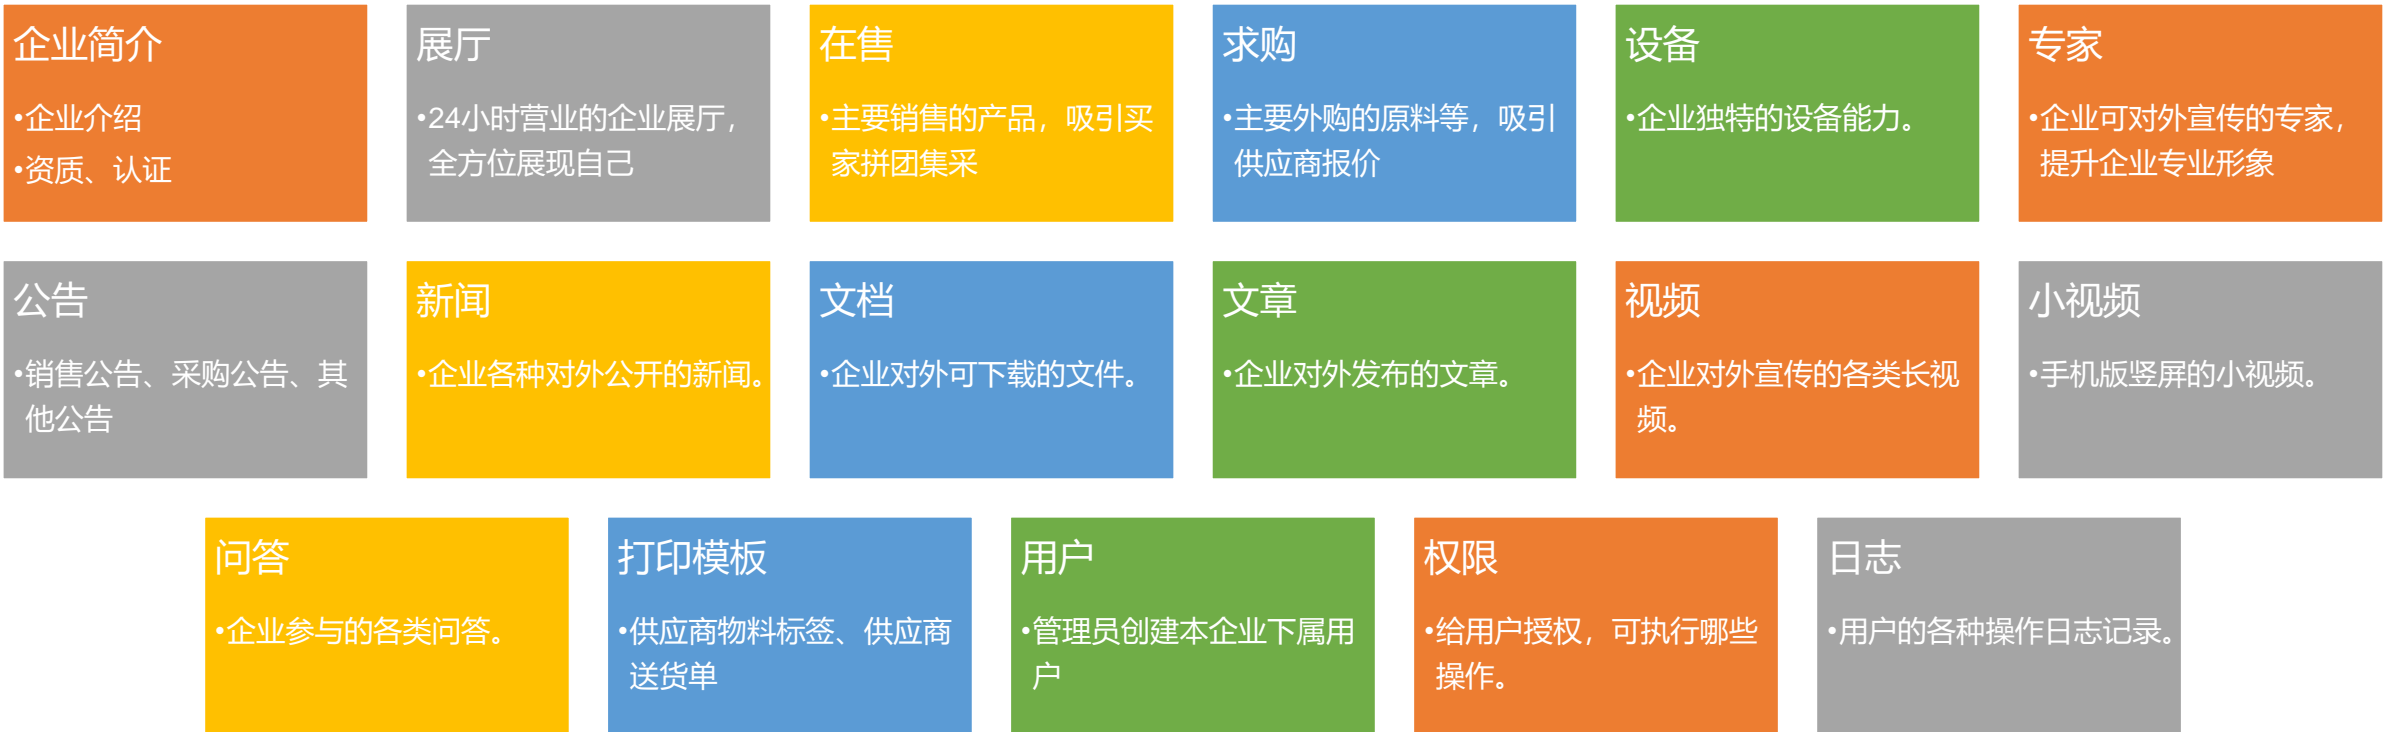 企业简介
•企业介绍
•资质、认证
展厅
•24小时营业的企业展厅，
全方位展现自己
在售
•主要销售的产品，吸引买
家拼团集采
求购
•主要外购的原料等，吸引
供应商报价
设备
•企业独特的设备能力。
专家
•企业可对外宣传的专家，
提升企业专业形象
公告
•销售公告、采购公告、其
他公告
新闻
•企业各种对外公开的新闻。
文档
•企业对外可下载的文件。
文章
•企业对外发布的文章。
视频
•企业对外宣传的各类长视
频。
小视频
•手机版竖屏的小视频。
问答
•企业参与的各类问答。
打印模板
•供应商物料标签、供应商
送货单
用户
•管理员创建本企业下属用
户
权限
•给用户授权，可执行哪些
操作。
日志
•用户的各种操作日志记录。